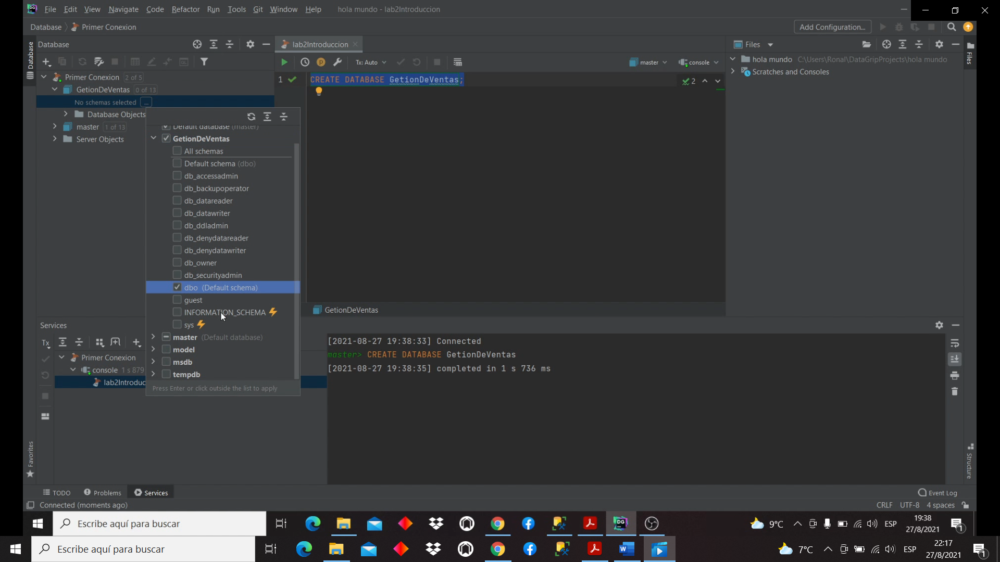 File Edit View Navigate Code Refactor Run Tools Git Window Help hola mundo - lab2Introduccion
Database Primer Conexion Add Configuration...
Database
lab2Introduccion
Files
Tx: Auto master console
Primer Conexion 2 of 5
GetionDeVentas 0 of 13
No schemas selected ...
Database Objects
master 1 of 13
Server Objects
Default database (master)
GetionDeVentas
All schemas
Default schema (dbo)
db_accessadmin
db_backupoperator
db_datareader
db_datawriter
db_ddladmin
db_denydatareader
db_denydatawriter
db_owner
db_securityadmin
dbo (Default schema)
guest
INFORMATION_SCHEMA
sys
master (Default database)
model
msdb
tempdb
Press Enter or click outside the list to apply
1 CREATE DATABASE GetionDeVentas;
2
GetionDeVentas
hola mundo C:\Users\Ronal\DataGripProjects\hola mundo
Scratches and Consoles
Database
Files
Favorites
Structure
Services
Tx
Primer Conexion
console 1 s 879
lab2Introduc
[2021-08-27 19:38:33] Connected
master> CREATE DATABASE GetionDeVentas
[2021-08-27 19:38:35] completed in 1 s 736 ms
TODO Problems Services Event Log
Connected (moments ago) CRLF UTF-8 4 spaces
Escribe aquí para buscar DG 9°C ESP 19:38
27/8/2021 1
Escribe aquí para buscar 7°C ESP 22:17
27/8/2021 1